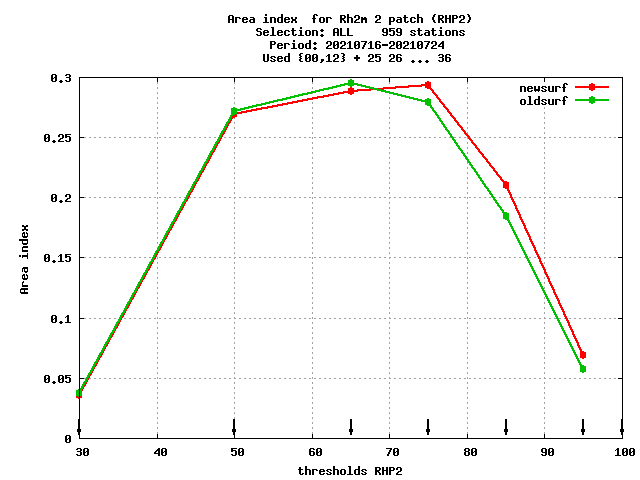 Area index  for Rh2m 2 patch (RHP2)
Selection: ALL    959 stations
Period: 20210716-20210724
Used {00,12} + 25 26 ... 36
newsurf
oldsurf
0.3
0.25
0.2
0.15
0.1
0.05
0
Area index
30 40 50 60 70 80 90 100
thresholds RHP2